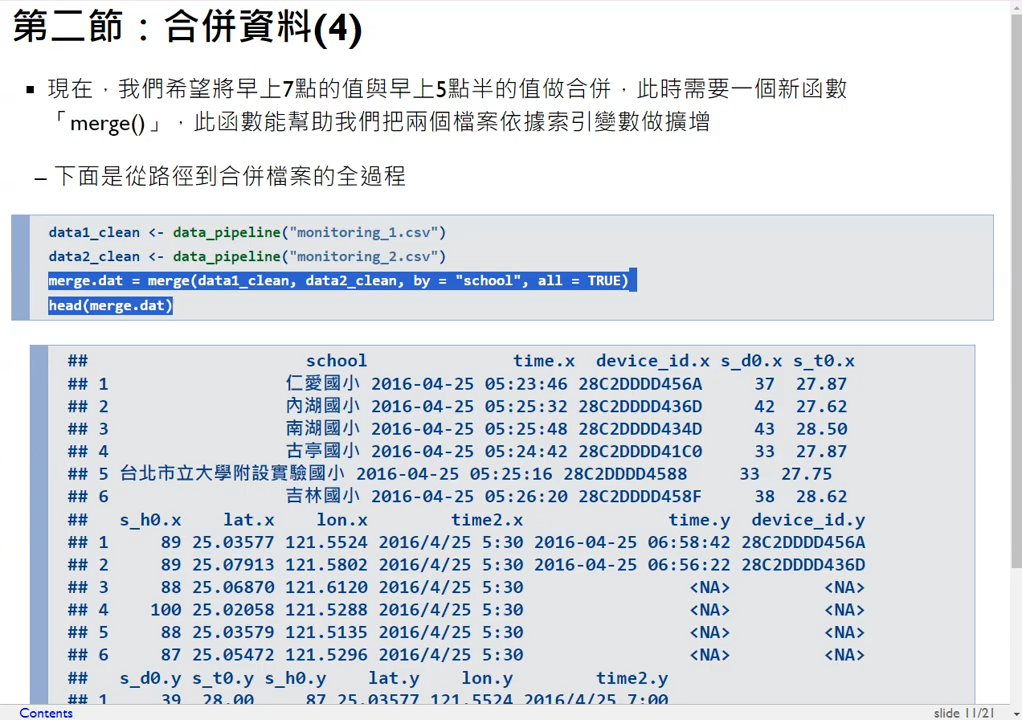 第二節：合併資料(4)
▪ 現在，我們希望將早上7點的值與早上5點半的值做合併，此時需要一個新函數
「merge()」，此函數能幫助我們把兩個檔案依據索引變數做擴增
– 下面是從路徑到合併檔案的全過程
data1_clean <- data_pipeline("monitoring_1.csv")
data2_clean <- data_pipeline("monitoring_2.csv")
merge.dat = merge(data1_clean, data2_clean, by = "school", all = TRUE)
head(merge.dat)
## school time.x device_id.x s_d0.x s_t0.x
## 1 仁愛國小 2016-04-25 05:23:46 28C2DDDD456A 37 27.87
## 2 內湖國小 2016-04-25 05:25:32 28C2DDDD436D 42 27.62
## 3 南湖國小 2016-04-25 05:25:48 28C2DDDD434D 43 28.50
## 4 古亭國小 2016-04-25 05:24:42 28C2DDDD41C0 33 27.87
## 5 台北市立大學附設實驗國小 2016-04-25 05:25:16 28C2DDDD4588 33 27.75
## 6 吉林國小 2016-04-25 05:26:20 28C2DDDD458F 38 28.62
## s_h0.x lat.x lon.x time2.x time.y device_id.y
## 1 89 25.03577 121.5524 2016/4/25 5:30 2016-04-25 06:58:42 28C2DDDD456A
## 2 89 25.07913 121.5802 2016/4/25 5:30 2016-04-25 06:56:22 28C2DDDD436D
## 3 88 25.06870 121.6120 2016/4/25 5:30 <NA> <NA>
## 4 100 25.02058 121.5288 2016/4/25 5:30 <NA> <NA>
## 5 88 25.03579 121.5135 2016/4/25 5:30 <NA> <NA>
## 6 87 25.05472 121.5296 2016/4/25 5:30 <NA> <NA>
## s_d0.y s_t0.y s_h0.y lat.y lon.y time2.y
## 1 39 28.00 87 25.03577 121.5524 2016/4/25 7:00
Contents slide 11/21